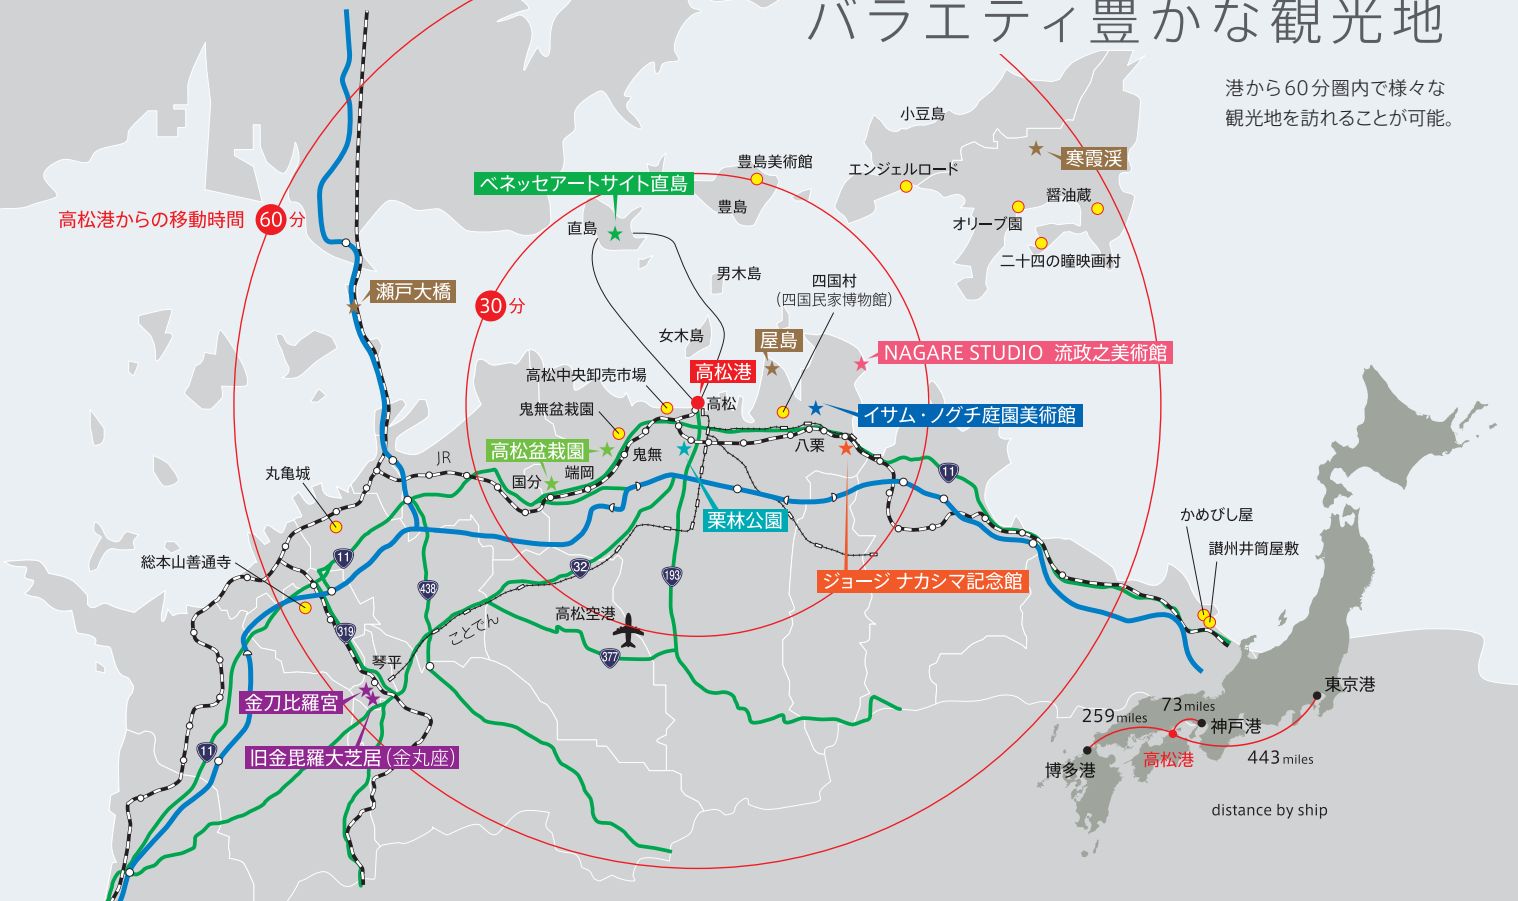 バラエティ豊かな観光地
港から60分圏内で様々な
観光地を訪れることが可能。
小豆島
寒霞渓
豊島美術館
エンジェルロード
ベネッセアートサイト直島
醤油蔵
豊島
高松港からの移動時間
60分
直島
オリーブ園
二十四の瞳映画村
男木島
四国村
(四国民家博物館)
瀬戸大橋
30分
女木島
屋島
NAGARE STUDIO 流政之美術館
高松港
高松中央卸売市場
高松
鬼無盆栽園
イサム・ノグチ庭園美術館
高松盆栽園
鬼無
八栗
JR
端岡
国分
丸亀城
11
栗林公園
かめびし屋
讃州井筒屋敷
総本山善通寺
11
32
193
438
ジョージ ナカシマ記念館
高松空港
ことでん
319
377
琴平
金刀比羅宮
東京港
73miles
259miles
神戸港
11
旧金毘羅大芝居(金丸座)
高松港
443miles
博多港
distance by ship